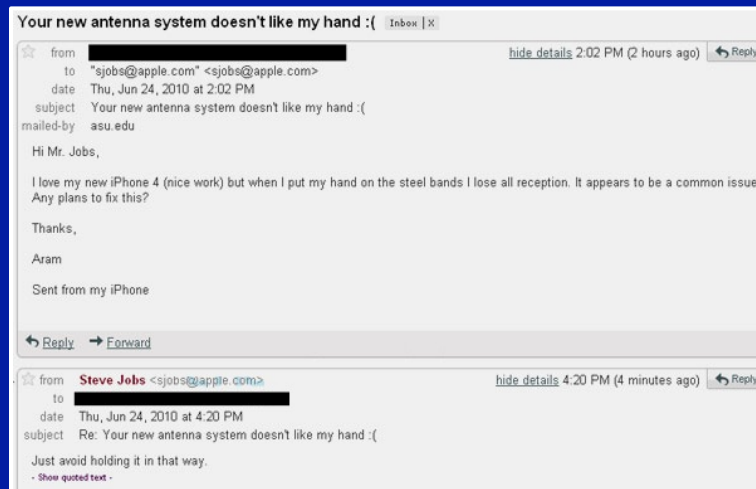 Your new antenna system doesn't like my hand :( Inbox | X
from hide details 2:02 PM (2 hours ago) Reply
to "sjobs@apple.com" <sjobs@apple.com>
date Thu, Jun 24, 2010 at 2:02 PM
subject Your new antenna system doesn't like my hand :(
mailed-by asu.edu
Hi Mr. Jobs,
I love my new iPhone 4 (nice work) but when I put my hand on the steel bands I lose all reception. It appears to be a common issue
Any plans to fix this?
Thanks,
Aram
Sent from my iPhone
Reply Forward
from Steve Jobs <sjobs@apple.com> hide details 4:20 PM (4 minutes ago) Reply
to
date Thu, Jun 24, 2010 at 4:20 PM
subject Re: Your new antenna system doesn't like my hand :(
Just avoid holding it in that way.
- Show quoted text -